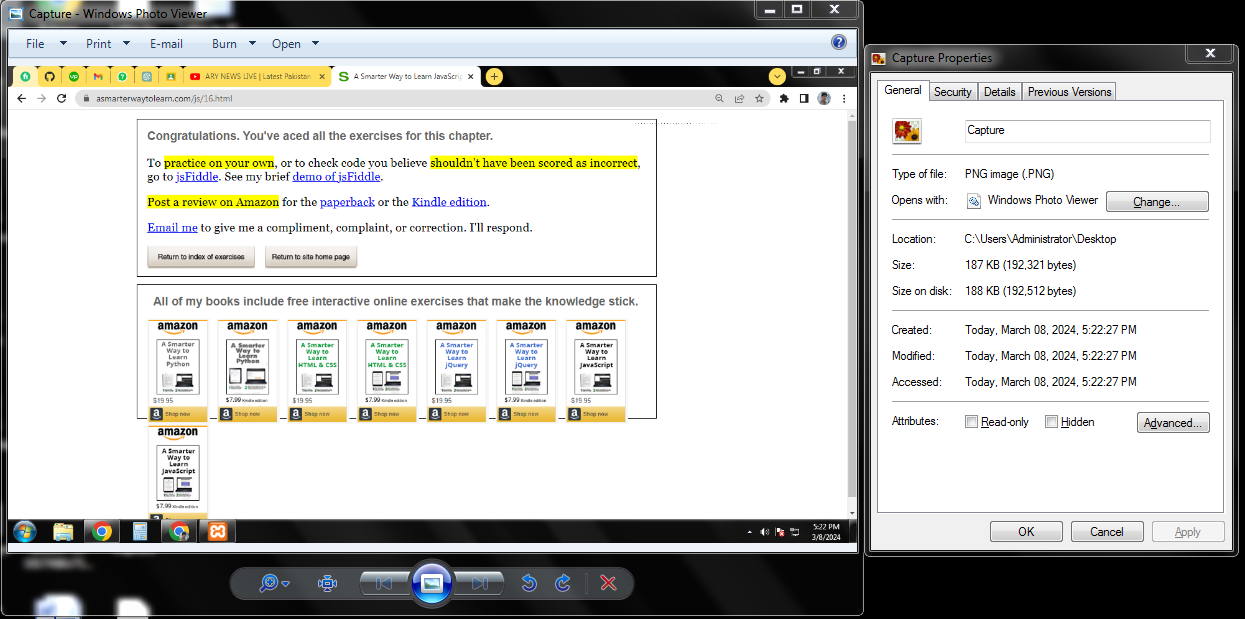 Capture - Windows Photo Viewer
File Print E-mail Burn Open
ARY NEWS LIVE | Latest Pakistan
A Smarter Way to Learn JavaScri
asmarterwaytolearn.com/js/16.html
Congratulations. You've aced all the exercises for this chapter.
To practice on your own, or to check code you believe shouldn't have been scored as incorrect,
go to jsFiddle. See my brief demo of jsFiddle.
Post a review on Amazon for the paperback or the Kindle edition.
Email me to give me a compliment, complaint, or correction. I'll respond.
Return to index of exercises Return to site home page
All of my books include free interactive online exercises that make the knowledge stick.
amazon amazon amazon amazon amazon amazon amazon
A Smarter A Smarter A Smarter A Smarter A Smarter A Smarter A Smarter
Way to Way to Way to Way to Way to Way to Way to
Learn Learn Learn Learn Learn Learn Learn
Python Python HTML & CSS HTML & CSS jQuery jQuery JavaScript
$19.95 $7.99 Kindle edition $19.95 $7.99 Kindle edition $19.95 $7.99 Kindle edition $19.95
a Shop now a Shop now a Shop now a Shop now a Shop now a Shop now a Shop now
amazon
A Smarter
Way to
Learn
JavaScript
$7.99 Kindle edition
5:22 PM
3/8/2024
Capture Properties
General Security Details Previous Versions
Capture
Type of file: PNG image (.PNG)
Opens with: Windows Photo Viewer Change...
Location: C:\Users\Administrator\Desktop
Size: 187 KB (192,321 bytes)
Size on disk: 188 KB (192,512 bytes)
Created: Today, March 08, 2024, 5:22:27 PM
Modified: Today, March 08, 2024, 5:22:27 PM
Accessed: Today, March 08, 2024, 5:22:27 PM
Attributes: Read-only Hidden Advanced...
OK Cancel Apply